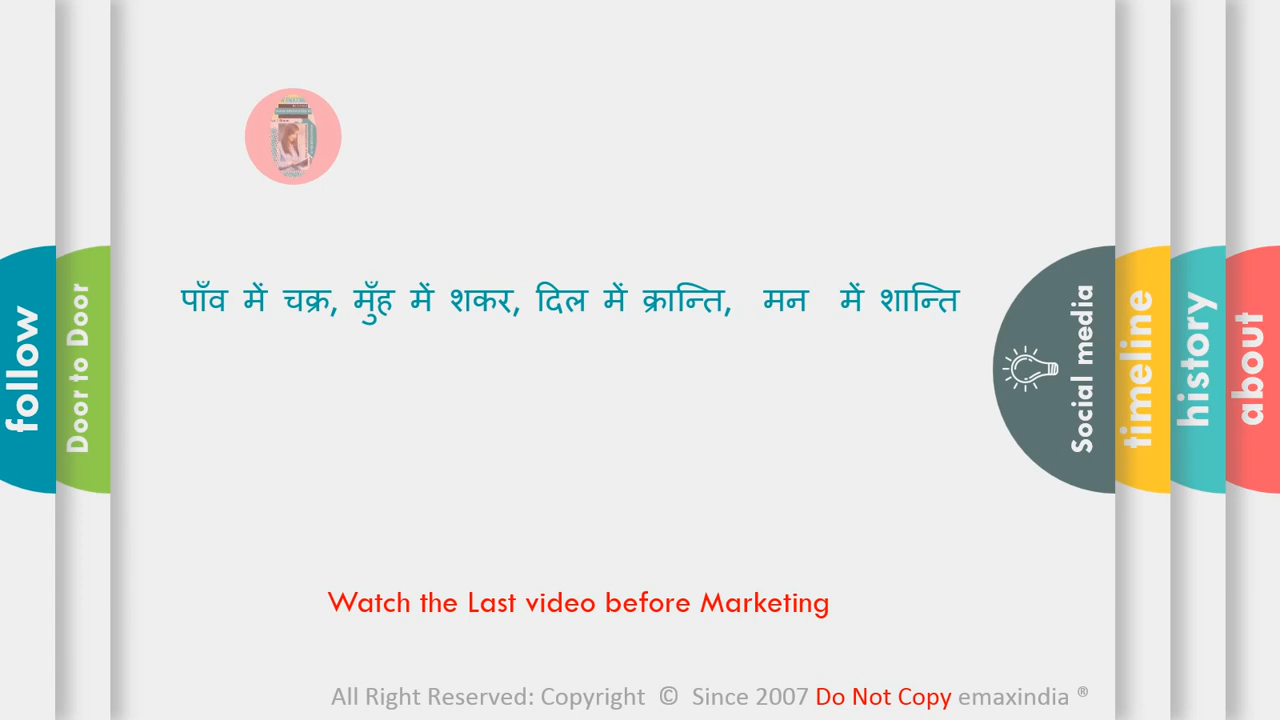 पाँव में चक्र, मुँह में शकर, दिल में क्रान्ति, मन में शान्ति
follow
Door to Door
Social media
timeline
history
about
Watch the Last video before Marketing
All Right Reserved: Copyright © Since 2007 Do Not Copy emaxindia ®